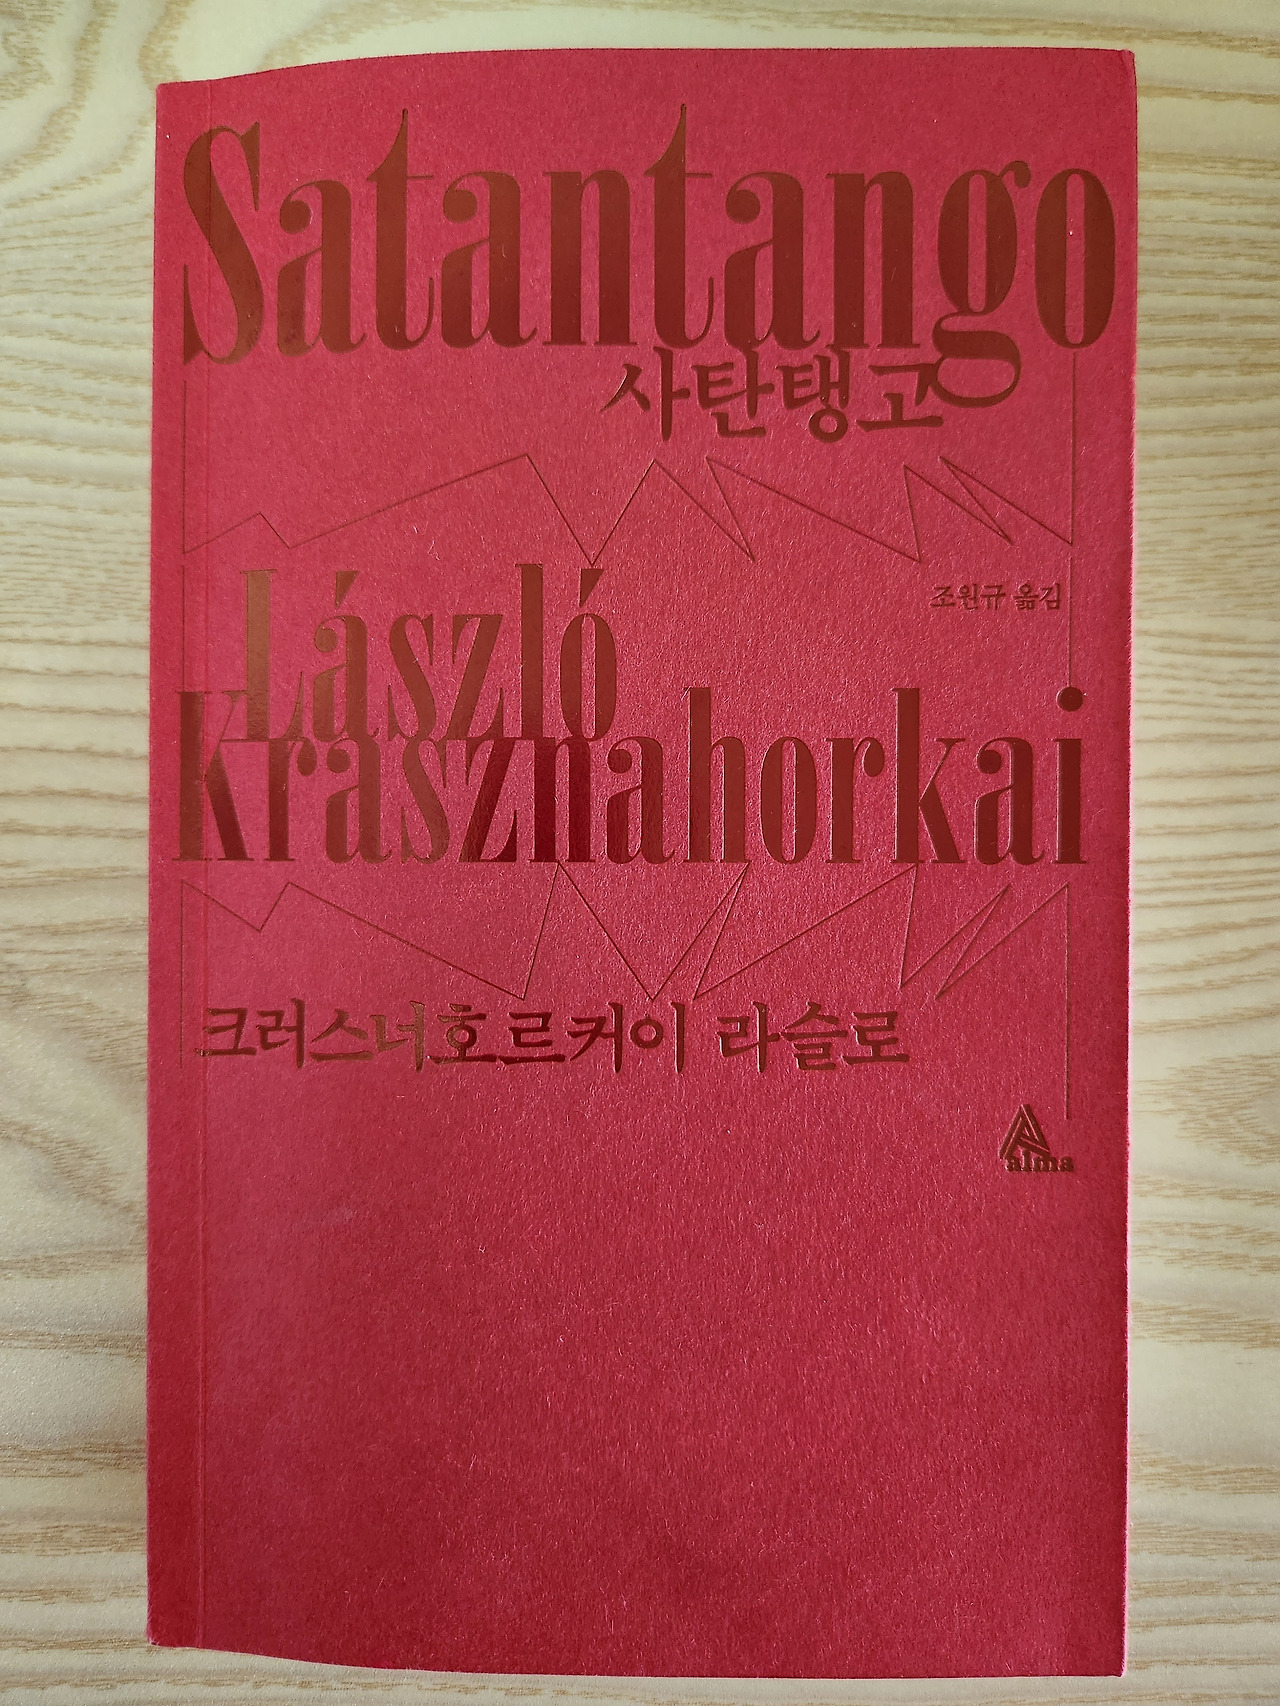 Satantango
사탄탱고
László
조원규 옮김
Krasznahorkai
크러스너호르커이 라슬로
alma